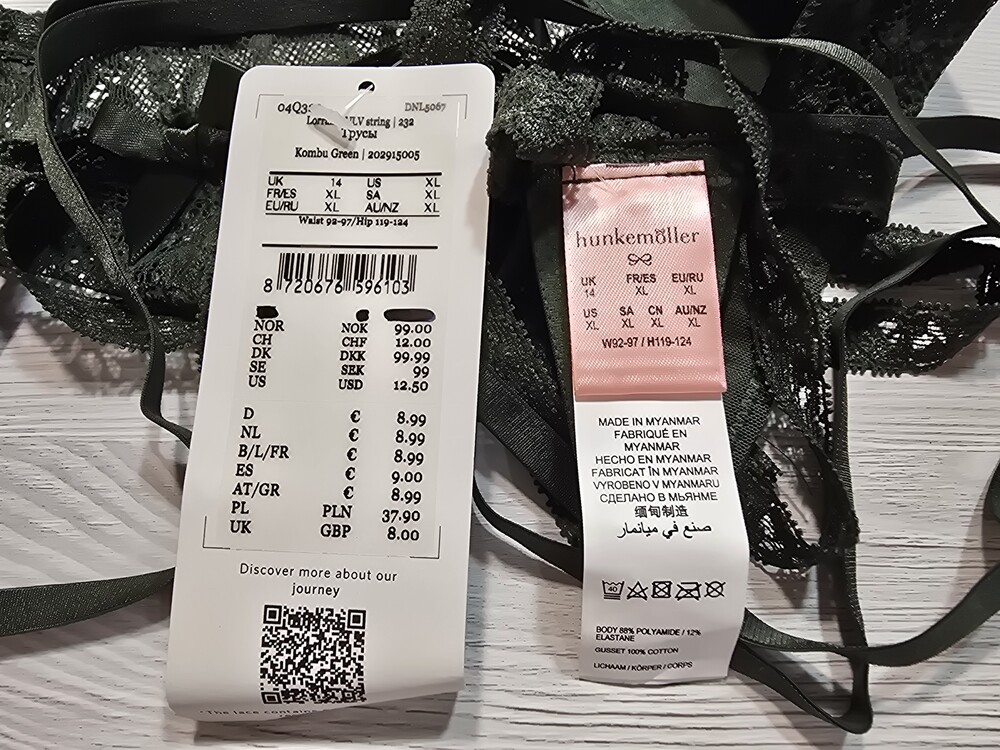 DNL5067
string | 232
Kombu Green | 202915005
UK 14 US XL
FR/ES XL SA XL
EU/RU XL AU/NZ XL
Waist 92-97/Hip 119-124
8 720676 596103
NOR NOK 99.00
CH CHF 12.00
DK DKK 99.99
SE SEK 99
US USD 12.50
D € 8.99
NL € 8.99
B/L/FR € 8.99
ES € 9.00
AT/GR € 8.99
PL PLN 37.90
UK GBP 8.00
Discover more about our
journey
The lace contains
hunkemöller
UK FR/ES EU/RU
14 XL XL
US SA CN AU/NZ
XL XL XL XL
W92-97 / H119-124
MADE IN MYANMAR
FABRIQUÉ EN
MYANMAR
HECHO EN MYANMAR
FABRICAT ÎN MYANMAR
VYROBENO V MYANMARU
СДЕЛАНО В МЬЯНМЕ
缅甸制造
صنع في ميانمار
40
BODY 88% POLYAMIDE / 12%
ELASTANE
GUSSET 100% COTTON
LICHAAM / KÖRPER / CORPS